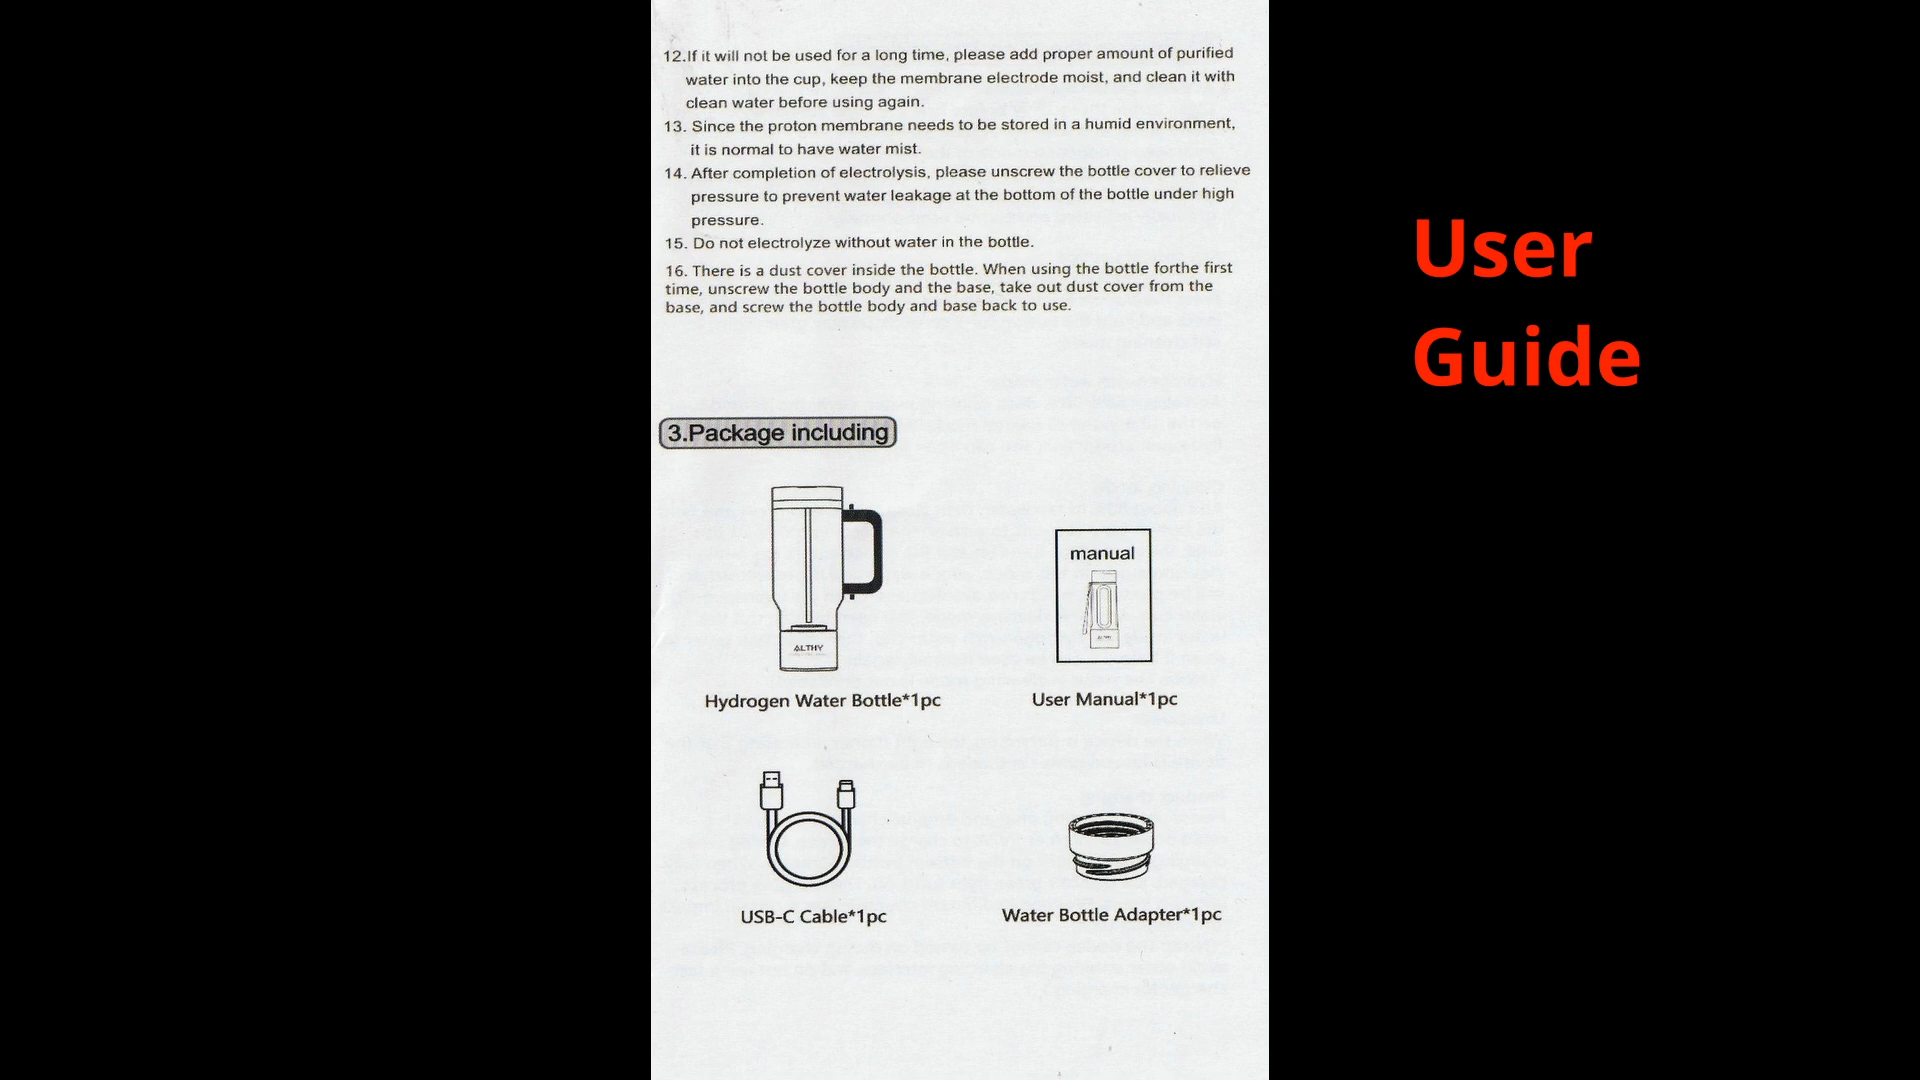 12.If it will not be used for a long time, please add proper amount of purified
water into the cup, keep the membrane electrode moist, and clean it with
clean water before using again.
13. Since the proton membrane needs to be stored in a humid environment,
it is normal to have water mist.
14. After completion of electrolysis, please unscrew the bottle cover to relieve
pressure to prevent water leakage at the bottom of the bottle under high
pressure.
15. Do not electrolyze without water in the bottle.
16. There is a dust cover inside the bottle. When using the bottle forthe first
time, unscrew the bottle body and the base, take out dust cover from the
base, and screw the bottle body and base back to use.
3.Package including
ALTHY
Hydrogen Water Bottle*1pc
manual
ALTHY
User Manual*1pc
USB-C Cable*1pc
Water Bottle Adapter*1pc
User
Guide